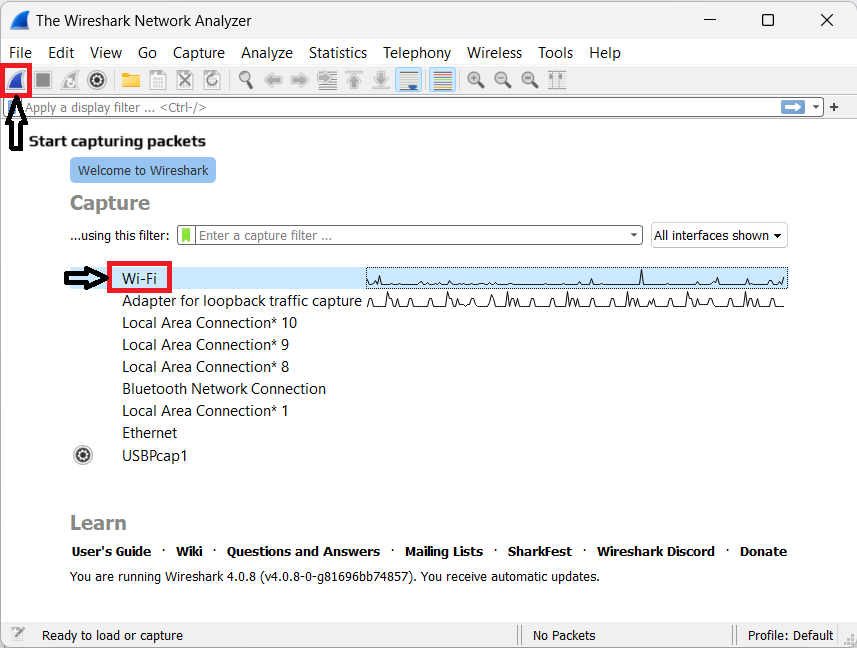 The Wireshark Network Analyzer
File Edit View Go Capture Analyze Statistics Telephony Wireless Tools Help
Apply a display filter ... <Ctrl-/>
+
Start capturing packets
Welcome to Wireshark
Capture
...using this filter: Enter a capture filter ... All interfaces shown
Wi-Fi
Adapter for loopback traffic capture
Local Area Connection* 10
Local Area Connection* 9
Local Area Connection* 8
Bluetooth Network Connection
Local Area Connection* 1
Ethernet
USBPcap1
Learn
User's Guide · Wiki · Questions and Answers · Mailing Lists · SharkFest · Wireshark Discord · Donate
You are running Wireshark 4.0.8 (v4.0.8-0-g81696bb74857). You receive automatic updates.
Ready to load or capture No Packets Profile: Default